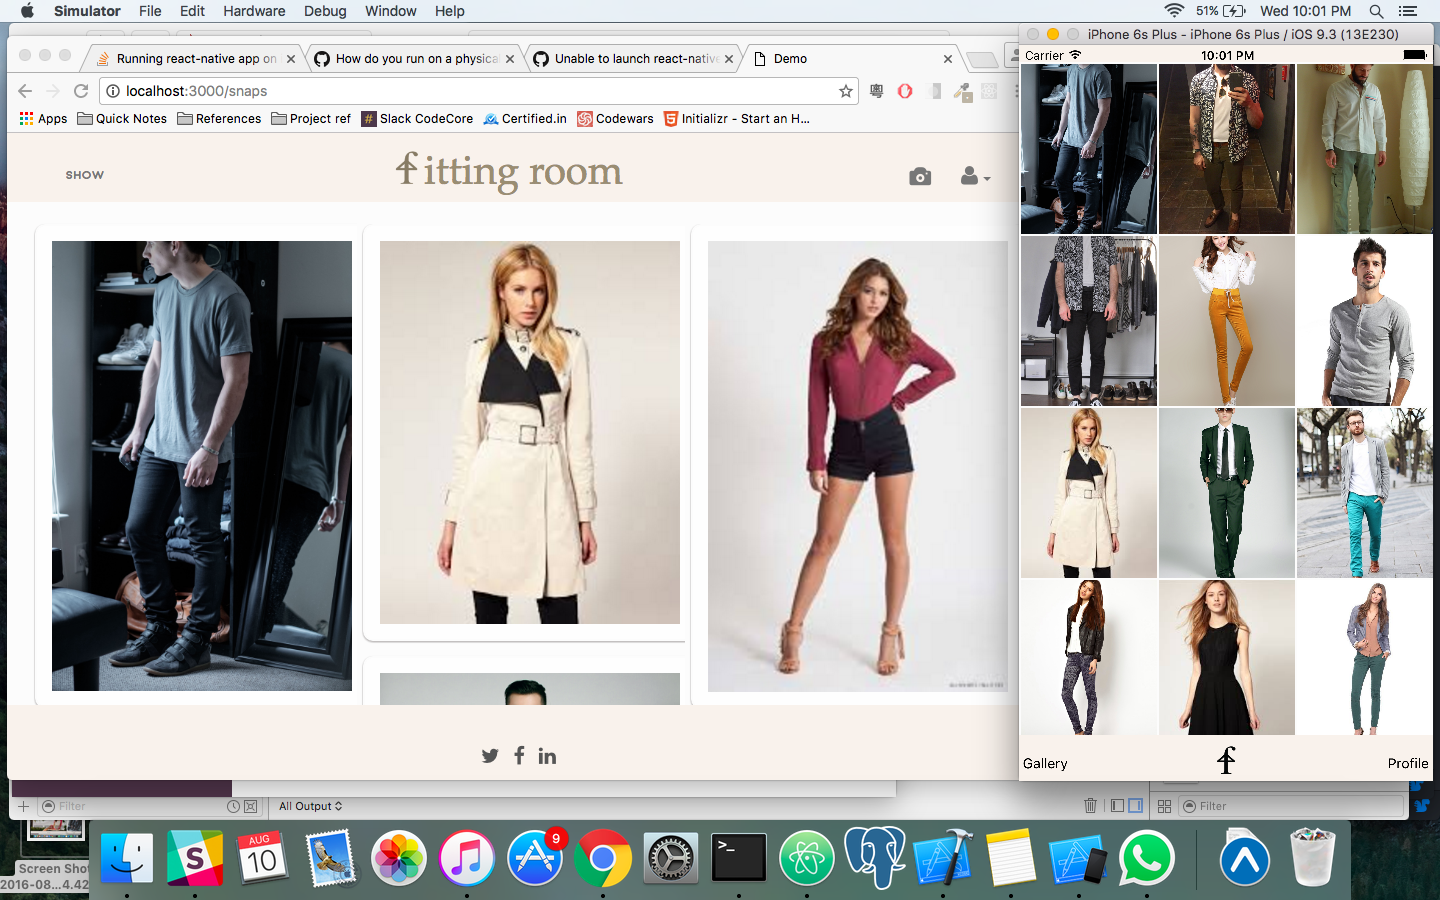 Simulator File Edit Hardware Debug Window Help
51% Wed 10:01 PM
Running react-native app on
How do you run on a physica
Unable to launch react-native
Demo
localhost:3000/snaps
Apps Quick Notes References Project ref Slack CodeCore Certified.in Codewars Initializr - Start an H...
SHOW
fitting room
iPhone 6s Plus - iPhone 6s Plus / iOS 9.3 (13E230)
Carrier 10:01 PM
Gallery
f
Profile
Filter
All Output
Filter
Screen Sho
2016-08...4.42
AUG
10
9